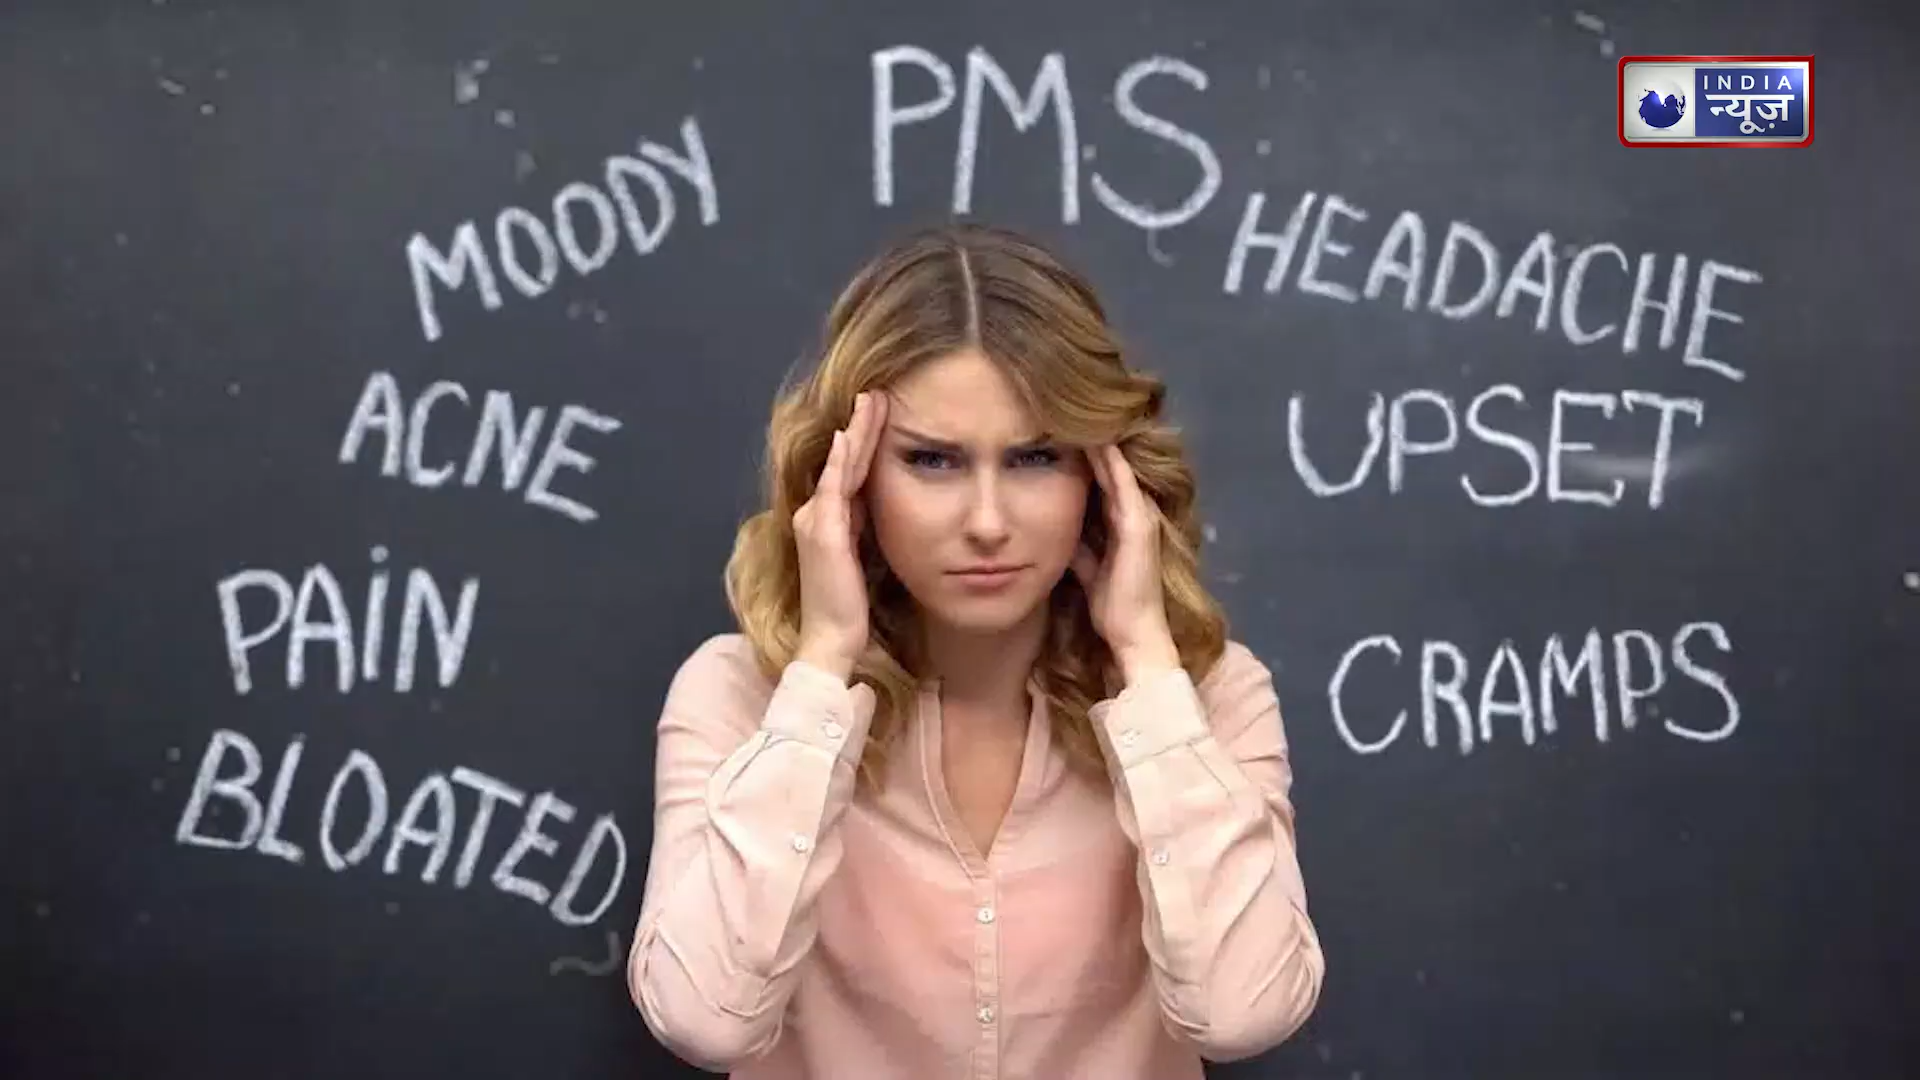 PMS
INDIA
न्यूज़
MOODY
HEADACHE
ACNE
UPSET
PAIN
CRAMPS
BLOATED